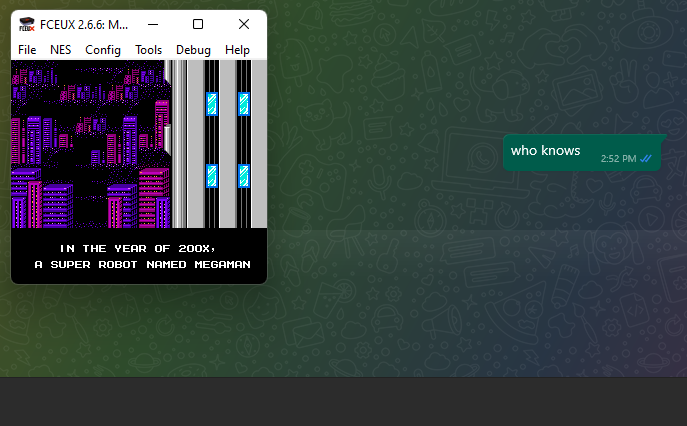 FCEUX 2.6.6: M...
File NES Config Tools Debug Help
IN THE YEAR OF 200X,
A SUPER ROBOT NAMED MEGAMAN
who knows
2:52 PM